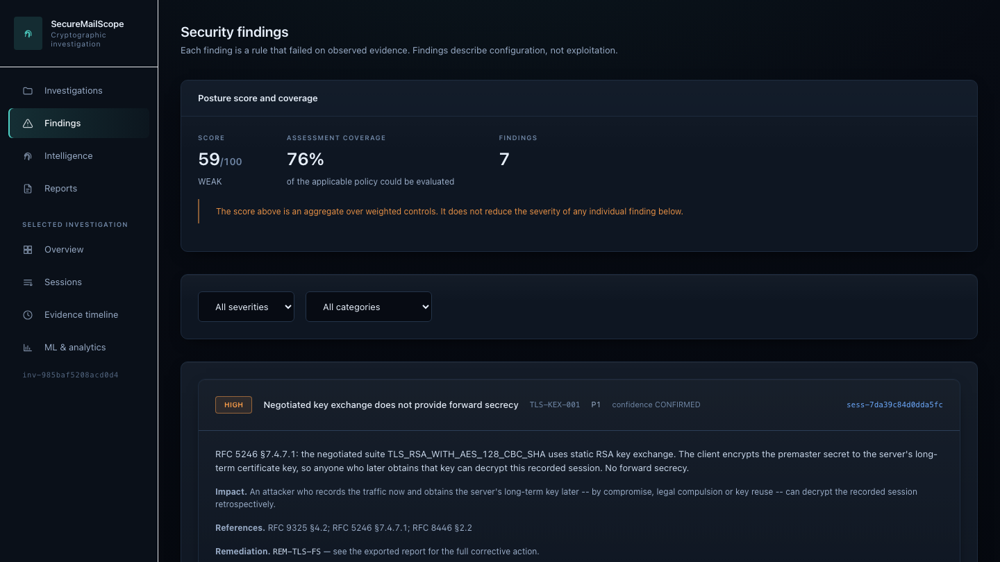 SecureMailScope
Cryptographic
investigation
Investigations
Findings
Intelligence
Reports
SELECTED INVESTIGATION
Overview
Sessions
Evidence timeline
ML & analytics
inv-985baf5208acd0d4
Security findings
Each finding is a rule that failed on observed evidence. Findings describe configuration, not exploitation.
Posture score and coverage
SCORE
59/100
WEAK
ASSESSMENT COVERAGE
76%
of the applicable policy could be evaluated
FINDINGS
7
The score above is an aggregate over weighted controls. It does not reduce the severity of any individual finding below.
All severities
All categories
HIGH Negotiated key exchange does not provide forward secrecy TLS-KEX-001 P1 confidence CONFIRMED sess-7da39c84d0dda5fc
RFC 5246 §7.4.7.1: the negotiated suite TLS_RSA_WITH_AES_128_CBC_SHA uses static RSA key exchange. The client encrypts the premaster secret to the server's long-
term certificate key, so anyone who later obtains that key can decrypt this recorded session. No forward secrecy.
Impact. An attacker who records the traffic now and obtains the server's long-term key later -- by compromise, legal compulsion or key reuse -- can decrypt the recorded session
retrospectively.
References. RFC 9325 §4.2; RFC 5246 §7.4.7.1; RFC 8446 §2.2
Remediation. REM-TLS-FS — see the exported report for the full corrective action.